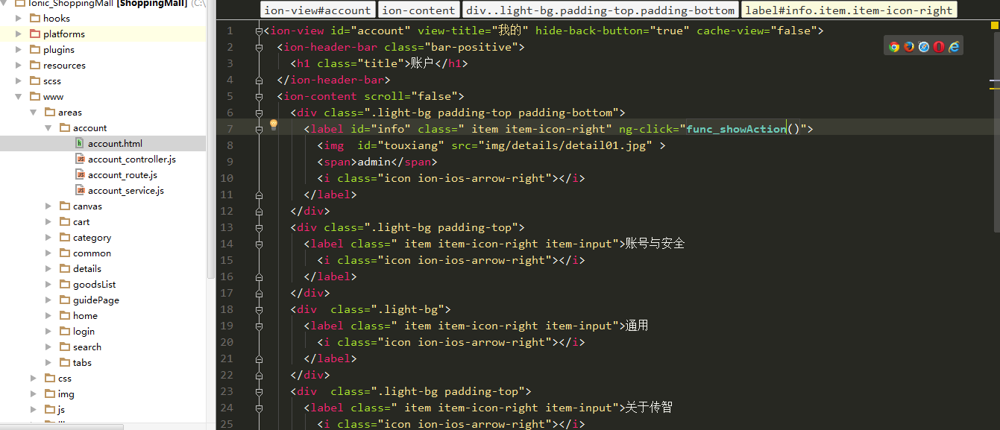 Ionic_ShoppingMall [ShoppingMall] (C:\
hooks
platforms
plugins
resources
scss
www
areas
account
account.html
account_controller.js
account_route.js
account_service.js
canvas
cart
category
common
details
goodsList
guidePage
home
login
search
tabs
css
img
js
ion-view#account ion-content div..light-bg.padding-top.padding-bottom label#info.item.item-icon-right
1 <ion-view id="account" view-title="我的" hide-back-button="true" cache-view="false">
2 <ion-header-bar class="bar-positive">
3 <h1 class="title">账户</h1>
4 </ion-header-bar>
5 <ion-content scroll="false">
6 <div class=".light-bg padding-top padding-bottom">
7 <label id="info" class=" item item-icon-right" ng-click="func_showAction()">
8 <img  id="touxiang" src="img/details/detail01.jpg" >
9 <span>admin</span>
10 <i class="icon ion-ios-arrow-right"></i>
11 </label>
12 </div>
13 <div class=".light-bg padding-top">
14 <label class=" item item-icon-right item-input">账号与安全
15 <i class="icon ion-ios-arrow-right"></i>
16 </label>
17 </div>
18 <div  class=".light-bg">
19 <label class=" item item-icon-right item-input">通用
20 <i class="icon ion-ios-arrow-right"></i>
21 </label>
22 </div>
23 <div  class=".light-bg padding-top">
24 <label class=" item item-icon-right item-input">关于传智
25 <i class="icon ion-ios-arrow-right"></i>